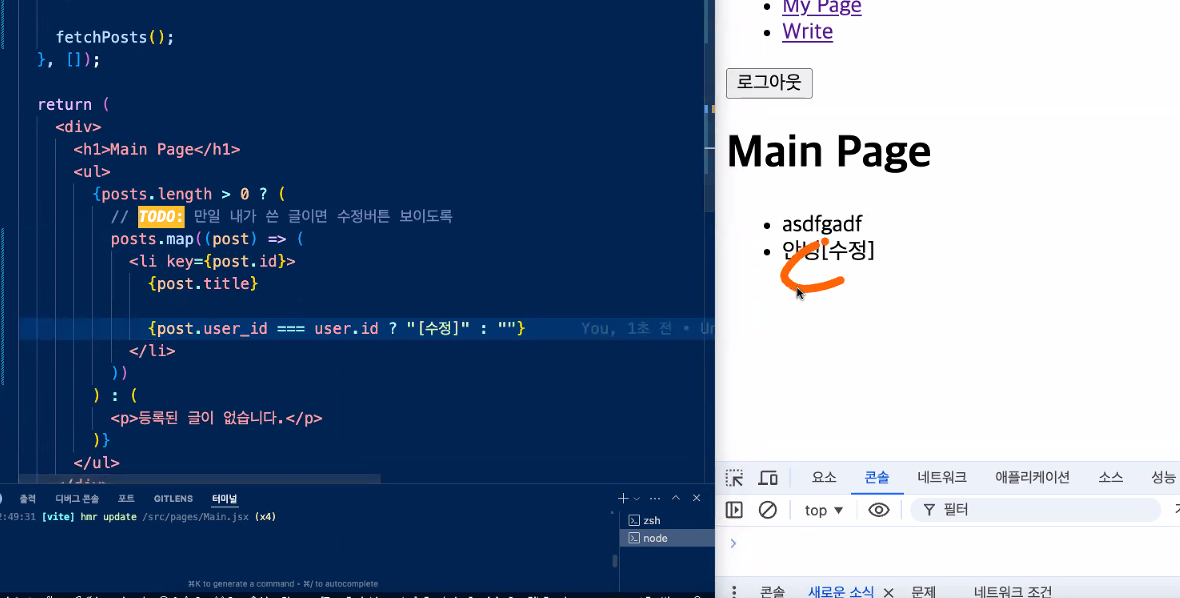 fetchPosts();
}, []);
return (
<div>
<h1>Main Page</h1>
<ul>
{posts.length > 0 ? (
// TODO: 만일 내가 쓴 글이면 수정버튼 보이도록
posts.map((post) => (
<li key={post.id}>
{post.title}
{post.user_id === user.id ? "[수정]" : ""} You, 1초 전 • Un
</li>
))
) : (
<p>등록된 글이 없습니다.</p>
)}
</ul>
출력 디버그 콘솔 포트 GITLENS 터미널
2:49:31 [vite] hmr update /src/pages/Main.jsx (x4)
zsh
node
⌘K to generate a command • ⌘/ to autocomplete
My Page
Write
로그아웃
Main Page
asdfgadf
안녕[수정]
요소 콘솔 네트워크 애플리케이션 소스 성능
top 필터
콘솔 새로운 소식 문제 네트워크 조건